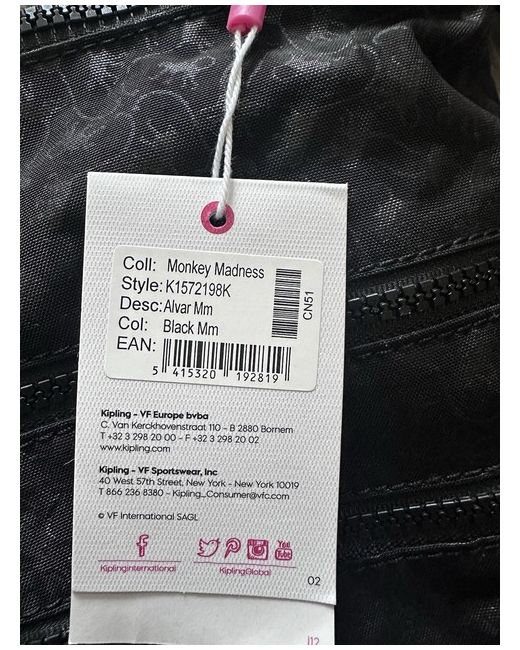 Coll: Monkey Madness
Style: K1572198K
Desc: Alvar Mm
Col: Black Mm
EAN:
5 415320 192819
CN51
Kipling - VF Europe bvba
C. Van Kerckhovenstraat 110 - B 2880 Bornem
T +32 3 298 20 00 - F +32 3 298 20 02
www.kipling.com
Kipling - VF Sportswear, Inc
40 West 57th Street, New York - New York 10019
T 866 236 8380 - Kipling_Consumer@vfc.com
© VF International SAGL
You Tube
Kiplinginternational
KiplingGlobal
02
J12